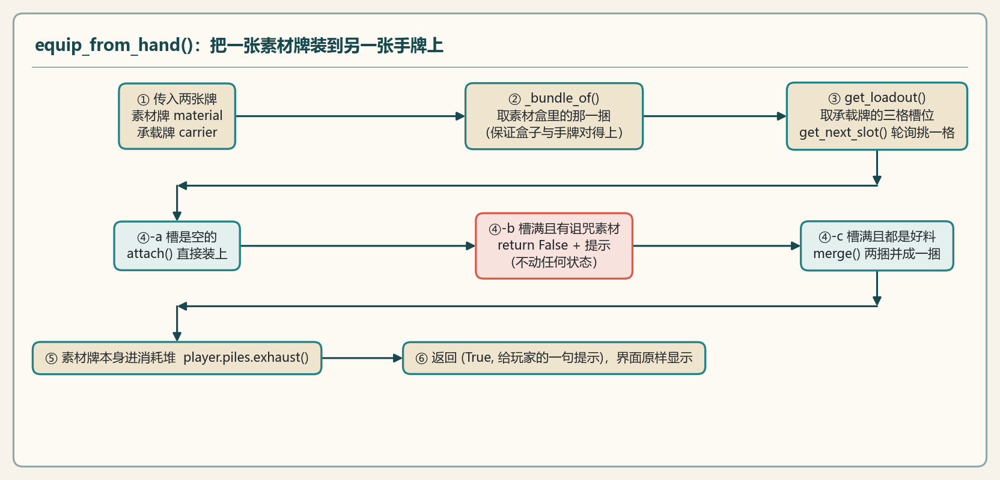 equip_from_hand()：把一张素材牌装到另一张手牌上
① 传入两张牌
素材牌 material
承载牌 carrier
② _bundle_of()
取素材盒里的那一捆
（保证盒子与手牌对得上）
③ get_loadout()
取承载牌的三格槽位
get_next_slot() 轮询挑一格
④-a 槽是空的
attach() 直接装上
④-b 槽满且有诅咒素材
return False + 提示
（不动任何状态）
④-c 槽满且都是好料
merge() 两捆并成一捆
⑤ 素材牌本身进消耗堆  player.piles.exhaust()
⑥ 返回 (True, 给玩家的一句提示)，界面原样显示